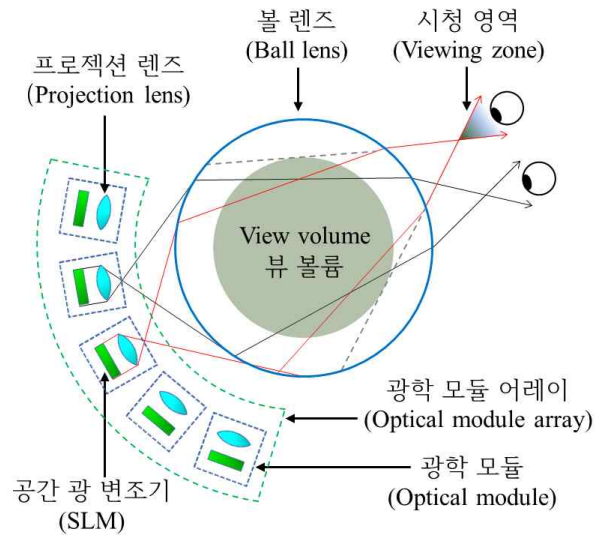 볼 렌즈
(Ball lens)
시청 영역
(Viewing zone)
프로젝션 렌즈
(Projection lens)
View volume
뷰 볼륨
광학 모듈 어레이
(Optical module array)
광학 모듈
(Optical module)
공간 광 변조기
(SLM)